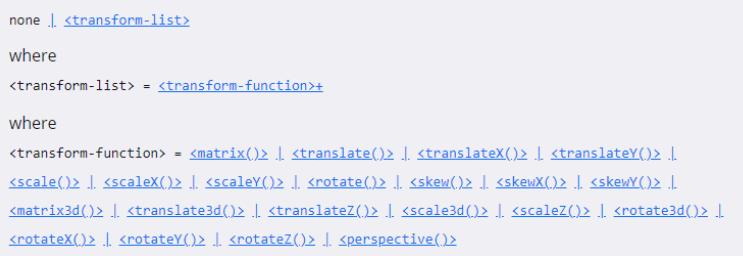 none | <transform-list>
where
<transform-list> = <transform-function>+
where
<transform-function> = <matrix()> | <translate()> | <translateX()> | <translateY()> |
<scale()> | <scaleX()> | <scaleY()> | <rotate()> | <skew()> | <skewX()> | <skewY()> |
<matrix3d()> | <translate3d()> | <translateZ()> | <scale3d()> | <scaleZ()> | <rotate3d()> |
<rotateX()> | <rotateY()> | <rotateZ()> | <perspective()>